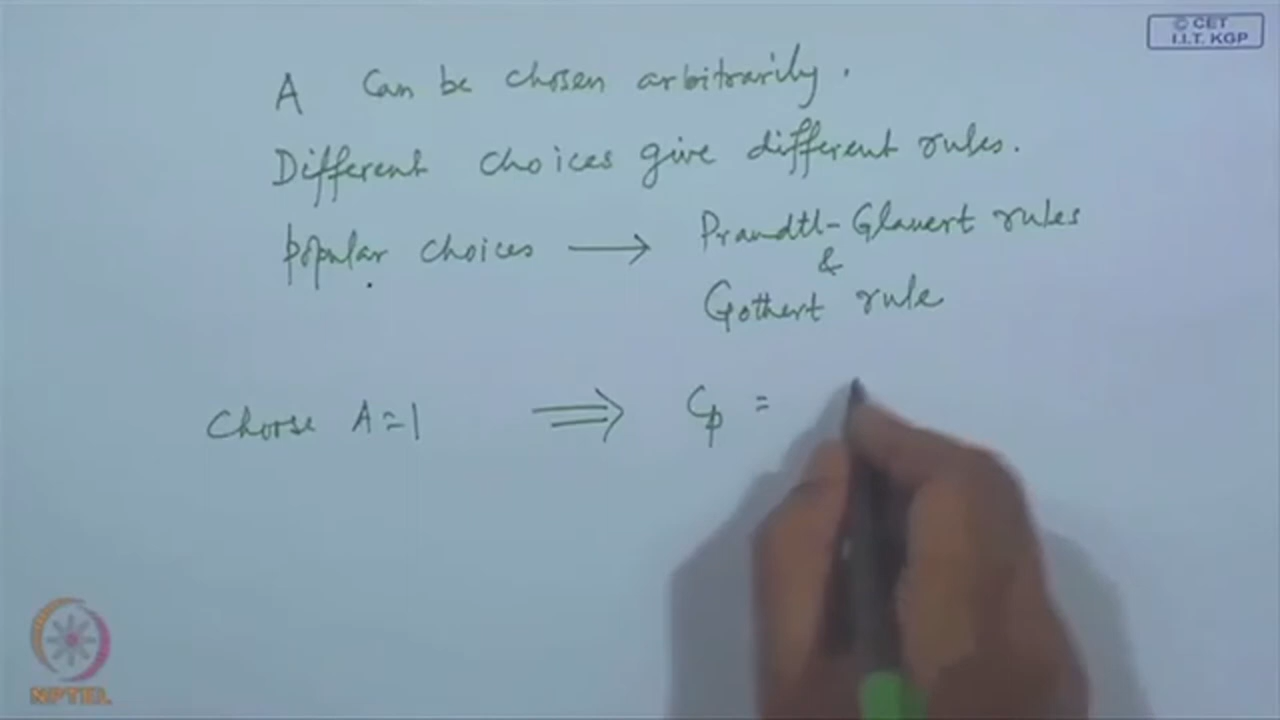 © CET
I.I.T. KGP
A Can be chosen arbitrarily.
Different choices give different rules.
popular choices → Prandtl-Glauert rules
&
Gothert rule
Choose A=1 ⟹ Cp =
NPTEL